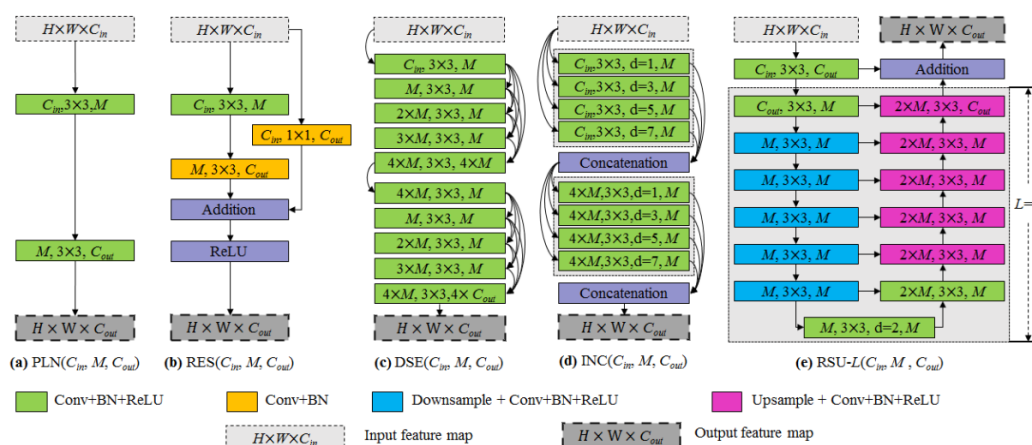 H×W×C_in
C_in, 3×3, M
M, 3×3, C_out
H × W × C_out
(a) PLN(C_in, M, C_out)
H×W×C_in
C_in, 3×3, M
C_in, 1×1, C_out
M, 3×3, C_out
Addition
ReLU
H × W × C_out
(b) RES(C_in, M, C_out)
H×W×C_in
C_in, 3×3, M
M, 3×3, M
2×M, 3×3, M
3×M, 3×3, M
4×M, 3×3, 4×M
4×M, 3×3, M
M, 3×3, M
2×M, 3×3, M
3×M, 3×3, M
4×M, 3×3,4× C_out
H × W × C_out
(c) DSE(C_in, M, C_out)
H×W×C_in
C_in,3×3, d=1, M
C_in,3×3, d=3, M
C_in,3×3, d=5, M
C_in,3×3, d=7, M
Concatenation
4×M,3×3,d=1, M
4×M,3×3,d=3, M
4×M,3×3,d=5, M
4×M,3×3,d=7, M
Concatenation
H × W × C_out
(d) INC(C_in, M, C_out)
H×W×C_in
H × W × C_out
C_in, 3×3, C_out
Addition
C_out, 3×3, M
2×M, 3×3, C_out
M, 3×3, M
2×M, 3×3, M
M, 3×3, M
2×M, 3×3, M
M, 3×3, M
2×M, 3×3, M
M, 3×3, M
2×M, 3×3, M
M, 3×3, M
2×M, 3×3, M
M, 3×3, d=2, M
L=
(e) RSU-L(C_in, M , C_out)
Conv+BN+ReLU
Conv+BN
Downsample + Conv+BN+ReLU
Upsample + Conv+BN+ReLU
H×W×C_in
Input feature map
H × W × C_out
Output feature map